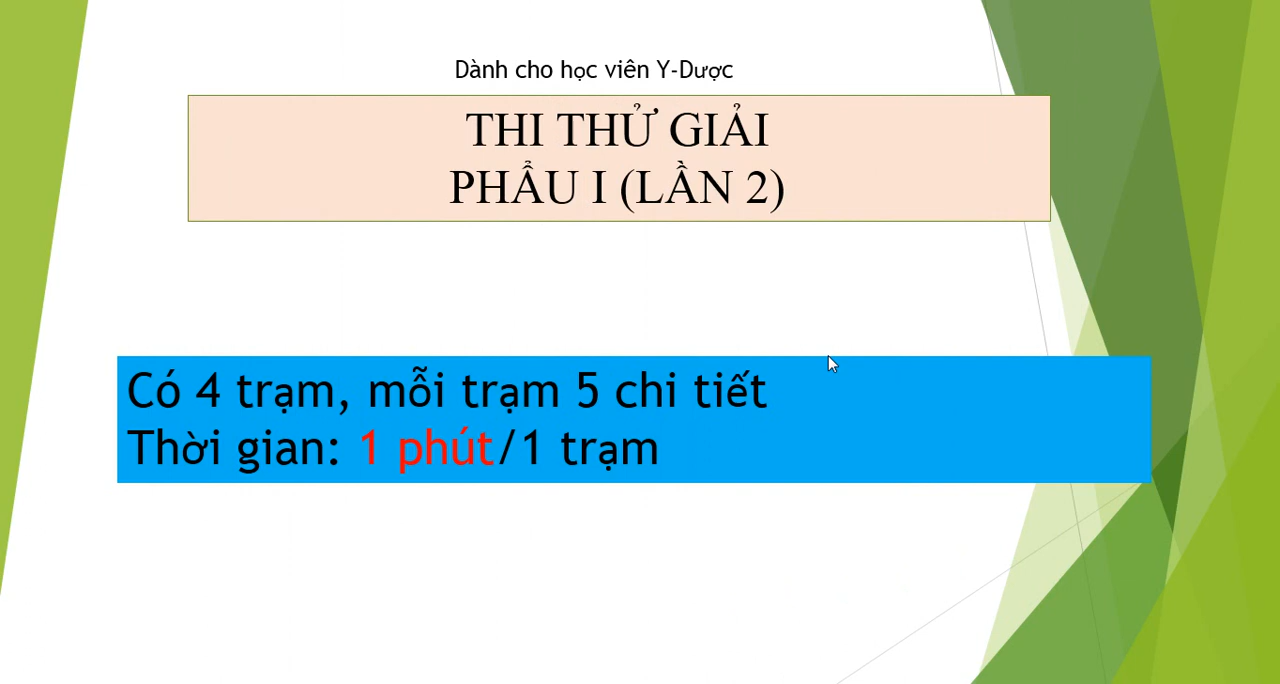 Dành cho học viên Y-Dược
THI THỬ GIẢI
PHẨU I (LẦN 2)
Có 4 trạm, mỗi trạm 5 chi tiết
Thời gian: 1 phút/1 trạm